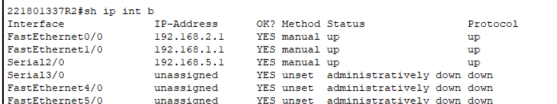 221801337R2#sh ip int b
Interface IP-Address OK? Method Status Protocol
FastEthernet0/0 192.168.2.1 YES manual up up
FastEthernet1/0 192.168.1.1 YES manual up up
Serial2/0 192.168.5.1 YES manual up up
Serial3/0 unassigned YES unset administratively down down
FastEthernet4/0 unassigned YES unset administratively down down
FastEthernet5/0 unassigned YES unset administratively down down